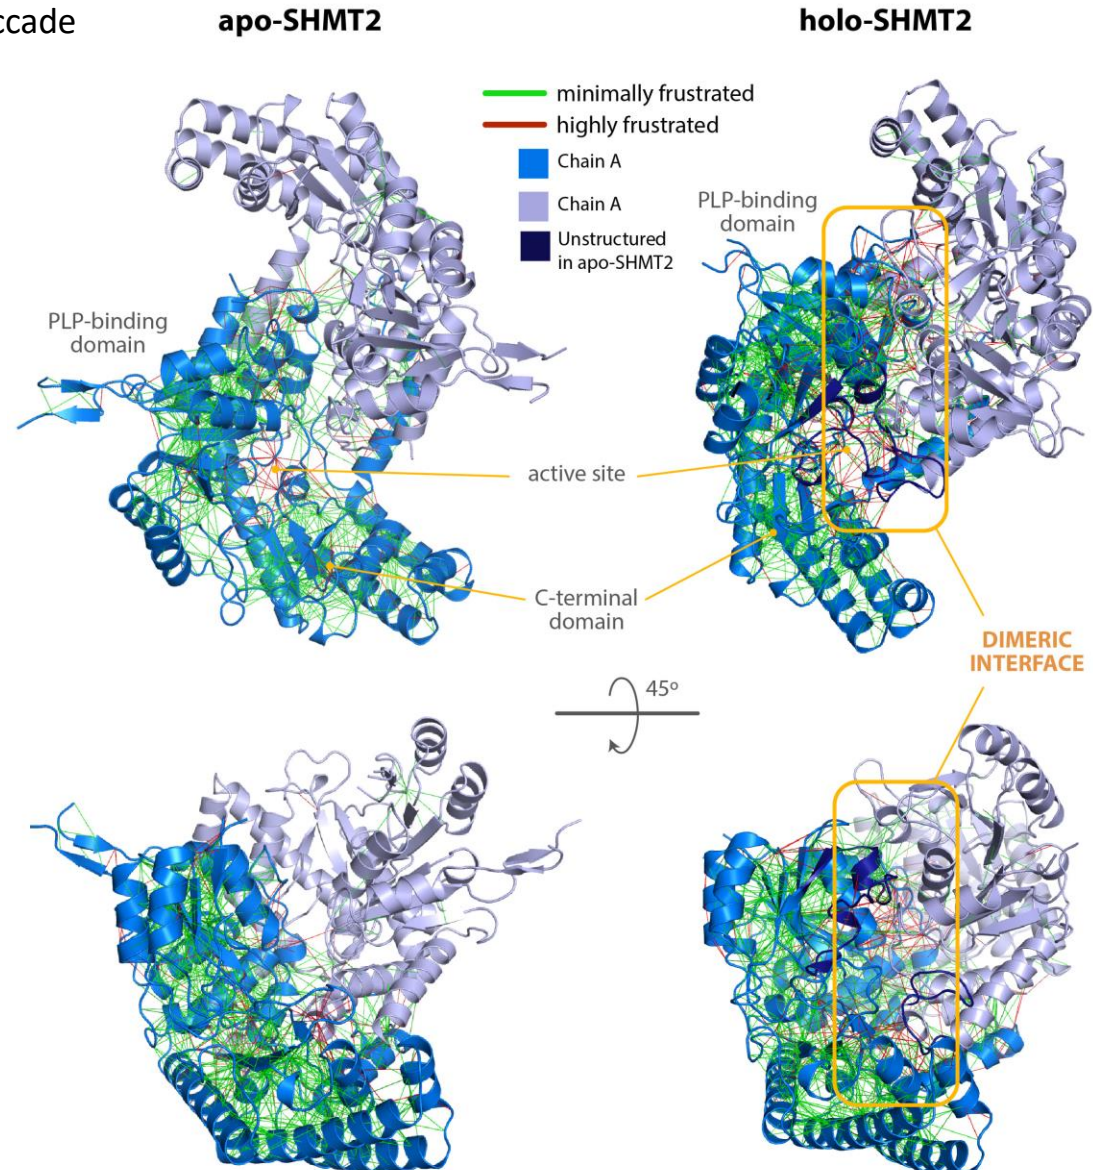 ccade
apo-SHMT2
holo-SHMT2
minimally frustrated
highly frustrated
Chain A
Chain A
Unstructured
in apo-SHMT2
PLP-binding
domain
PLP-binding
domain
active site
C-terminal
domain
DIMERIC
INTERFACE
45º